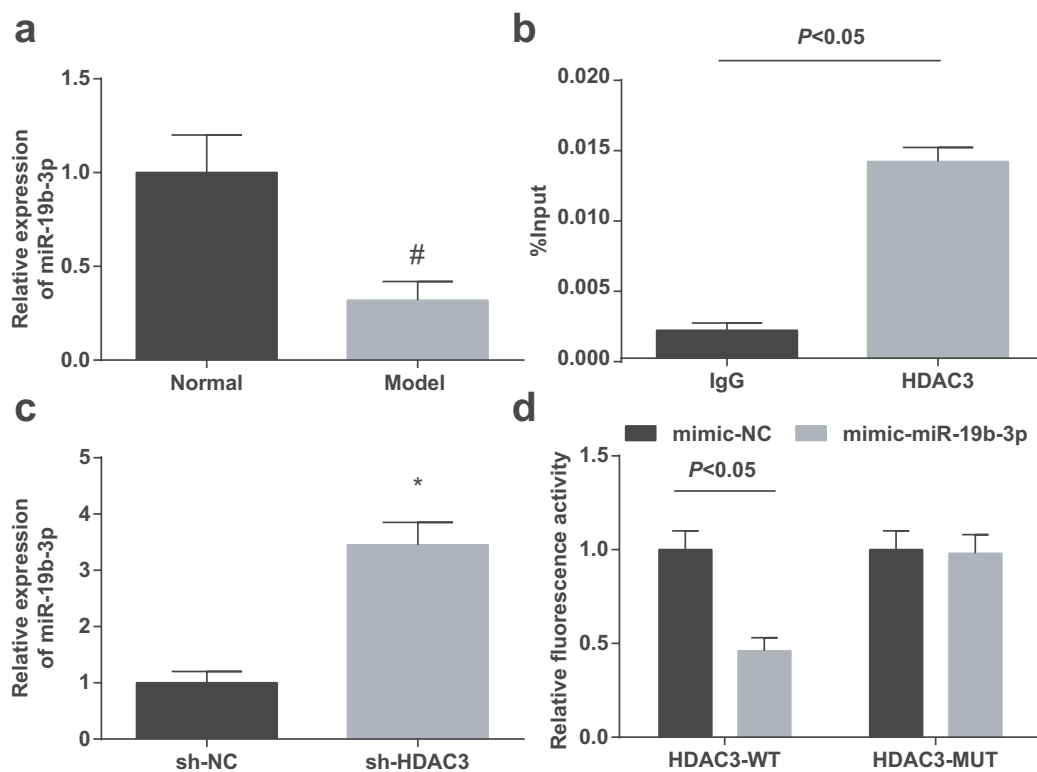 a
Relative expression
of miR-19b-3p
1.5
1.0
0.5
0.0
#
Normal
Model
b
P<0.05
%Input
0.020
0.015
0.010
0.005
0.000
IgG
HDAC3
c
Relative expression
of miR-19b-3p
5
4
3
2
1
0
*
sh-NC
sh-HDAC3
d
mimic-NC
mimic-miR-19b-3p
Relative fluorescence activity
1.5
1.0
0.5
0.0
P<0.05
HDAC3-WT
HDAC3-MUT